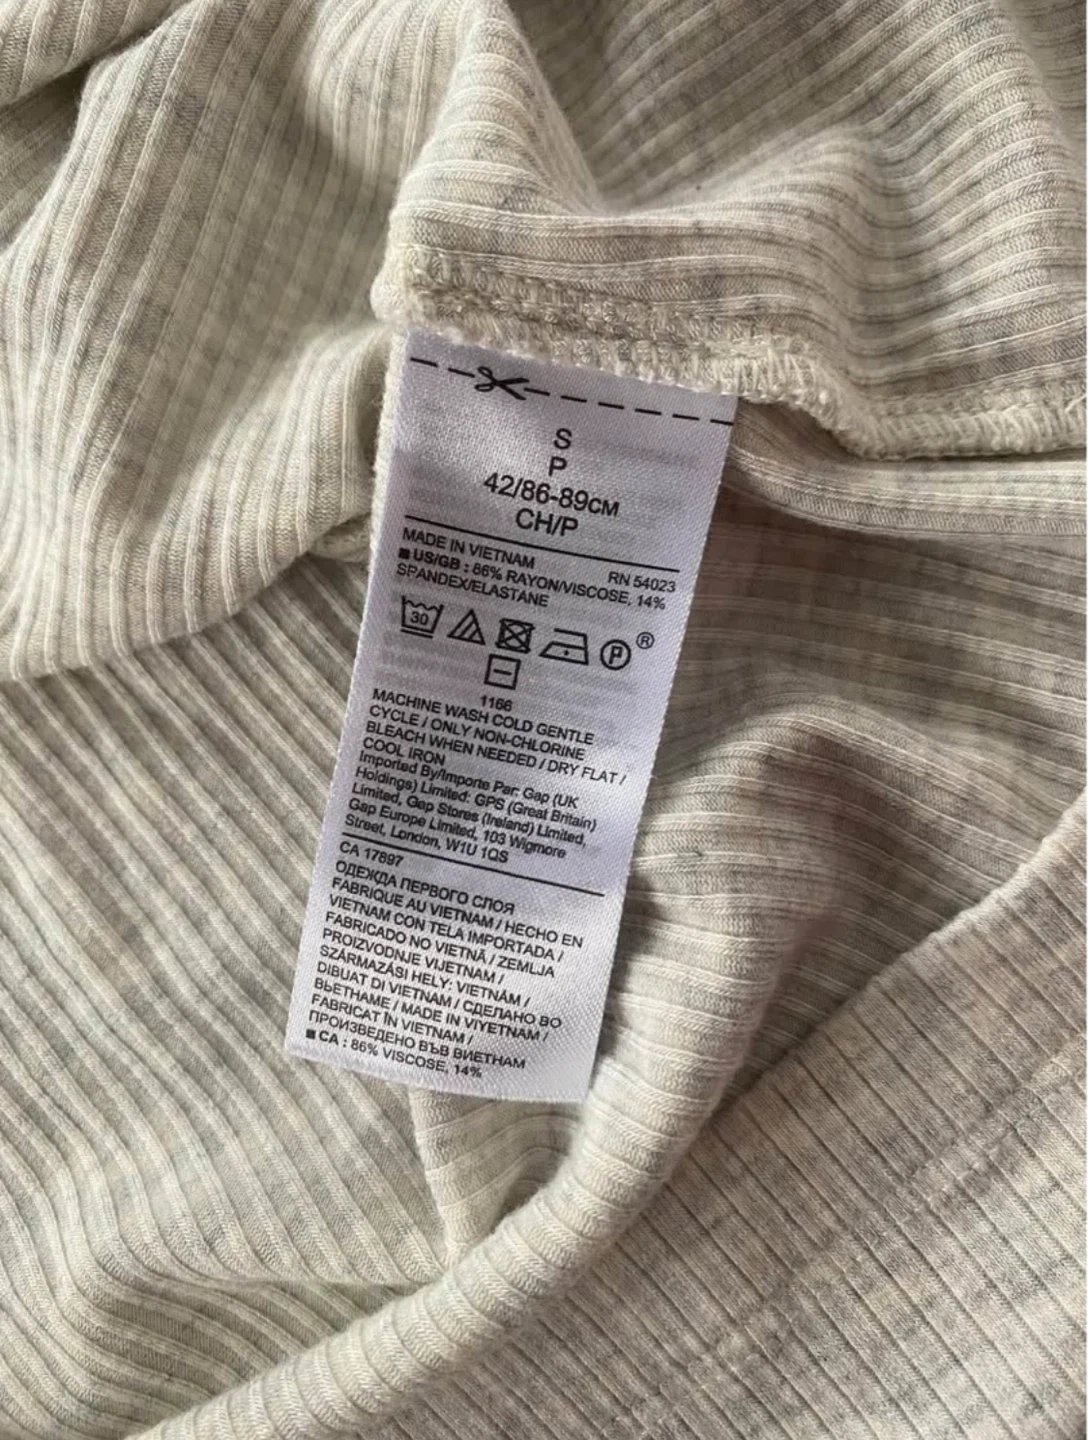 S
P
42/86-89CM
CH/P
MADE IN VIETNAM
RN 54023
■ US/GB : 86% RAYON/VISCOSE, 14%
SPANDEX/ELASTANE
30
P ®
1166
MACHINE WASH COLD GENTLE
CYCLE / ONLY NON-CHLORINE
BLEACH WHEN NEEDED / DRY FLAT /
COOL IRON
Imported By/Importe Par: Gap (UK
Holdings) Limited: GPS (Great Britain)
Limited, Gap Stores (Ireland) Limited,
Gap Europe Limited, 103 Wigmore
Street, London, W1U 1QS
CA 17897
ОДЕЖДА ПЕРВОГО СЛОЯ
FABRIQUE AU VIETNAM / HECHO EN
VIETNAM CON TELA IMPORTADA /
FABRICADO NO VIETNÃ / ZEMLJA
PROIZVODNJE VIJETNAM /
SZÁRMAZÁSI HELY: VIETNÁM /
DIBUAT DI VIETNAM / СДЕЛАНО ВО
ВЬЕТНАМЕ / MADE IN VIYETNAM /
FABRICAT ÎN VIETNAM /
ПРОИЗВЕДЕНО ВЪВ ВИЕТНАМ
■ CA : 86% VISCOSE, 14%